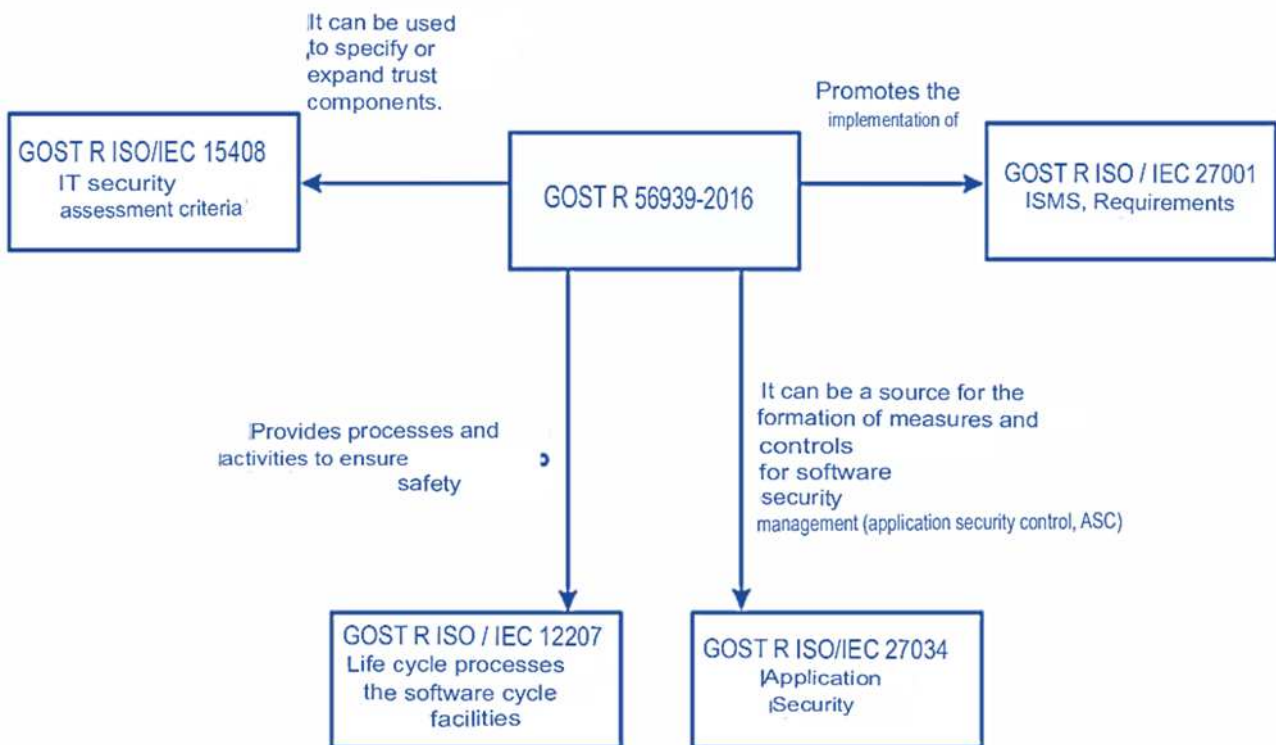 It can be used
to specify or
expand trust
components.
Promotes the
implementation of
GOST R ISO/IEC 15408
IT security
assessment criteria
GOST R 56939-2016
GOST R ISO / IEC 27001
ISMS, Requirements
Provides processes and
activities to ensure
safety
It can be a source for the
formation of measures and
controls
for software
security
management (application security control, ASC)
GOST R ISO / IEC 12207
Life cycle processes
the software cycle
facilities
GOST R ISO/IEC 27034
Application
Security